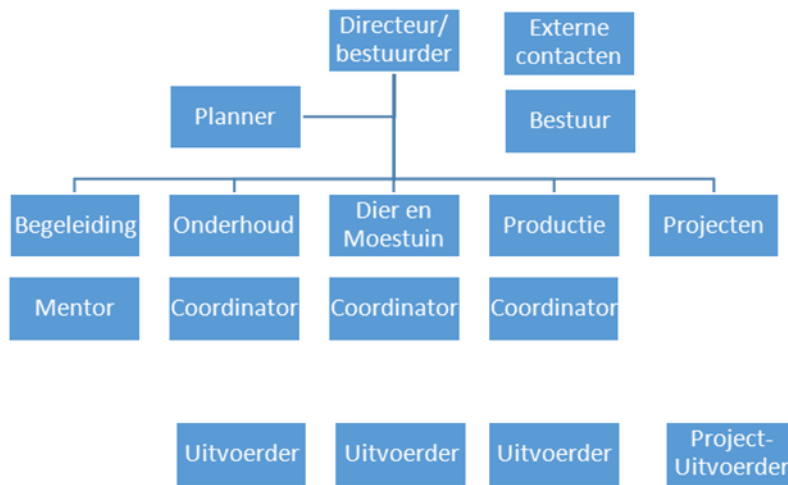 Directeur/
bestuurder
Externe
contacten
Planner
Bestuur
Begeleiding
Onderhoud
Dier en
Moestuin
Productie
Projecten
Mentor
Coordinator
Coordinator
Coordinator
Uitvoerder
Uitvoerder
Uitvoerder
Project-
Uitvoerder